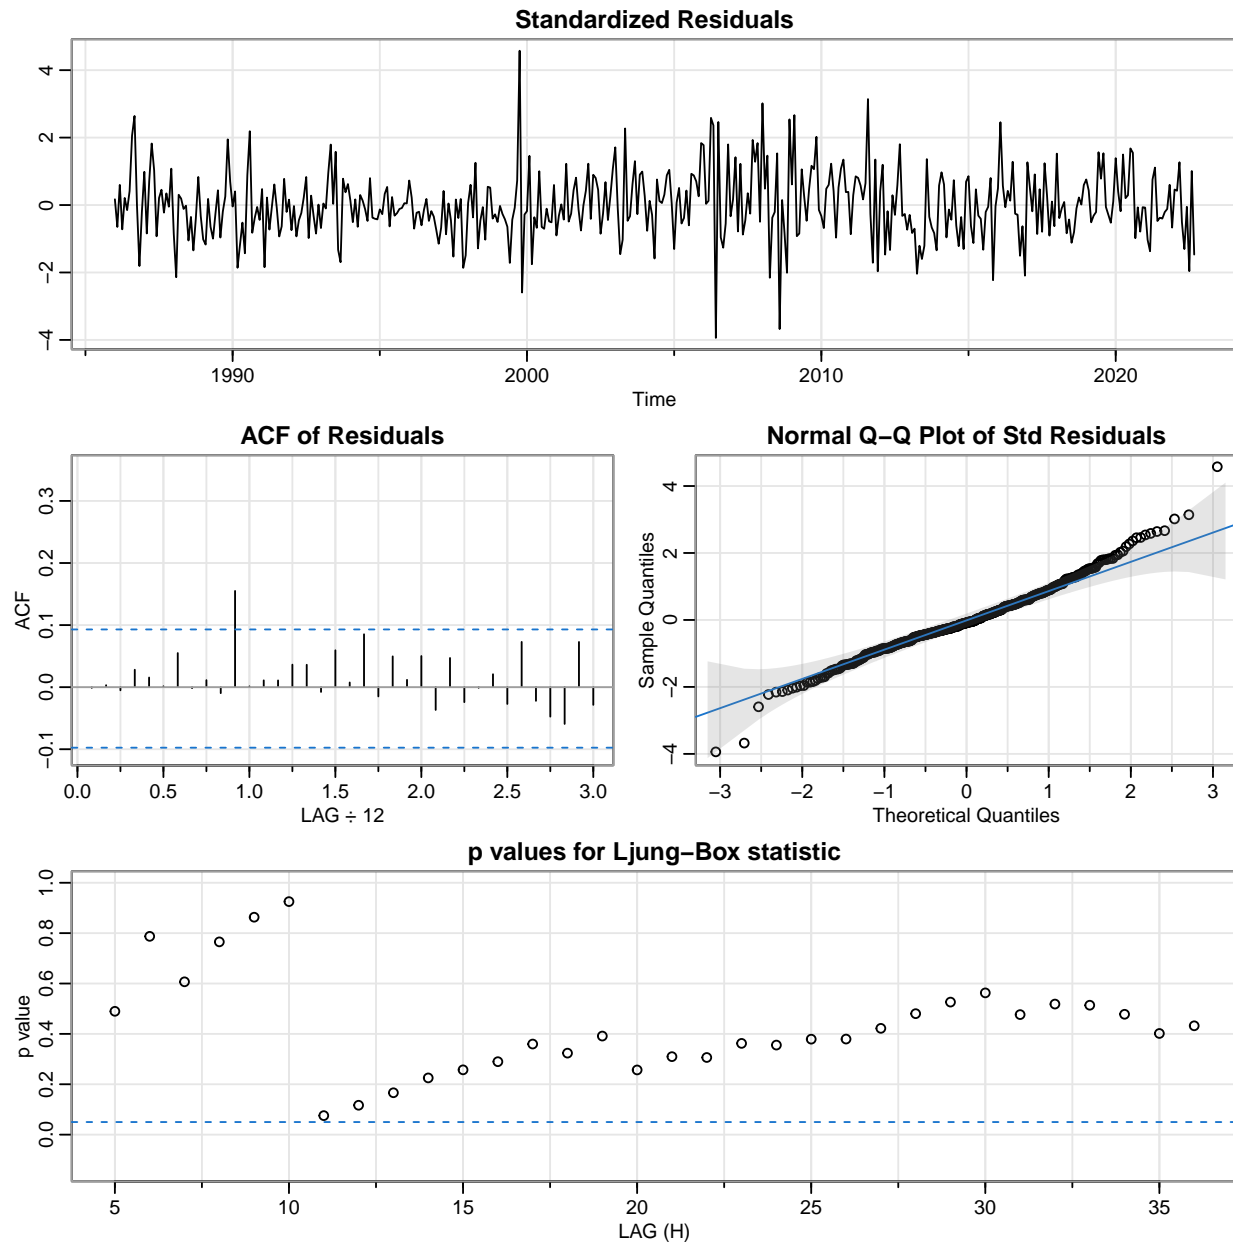 Standardized Residuals
4
2
0
−2
−4
1990 2000 2010 2020
Time
ACF of Residuals
ACF
0.3
0.2
0.1
0.0
−0.1
0.0 0.5 1.0 1.5 2.0 2.5 3.0
LAG ÷ 12
Normal Q−Q Plot of Std Residuals
Sample Quantiles
4
2
0
−2
−4
−3 −2 −1 0 1 2 3
Theoretical Quantiles
p values for Ljung−Box statistic
p value
1.0
0.8
0.6
0.4
0.2
0.0
5 10 15 20 25 30 35
LAG (H)